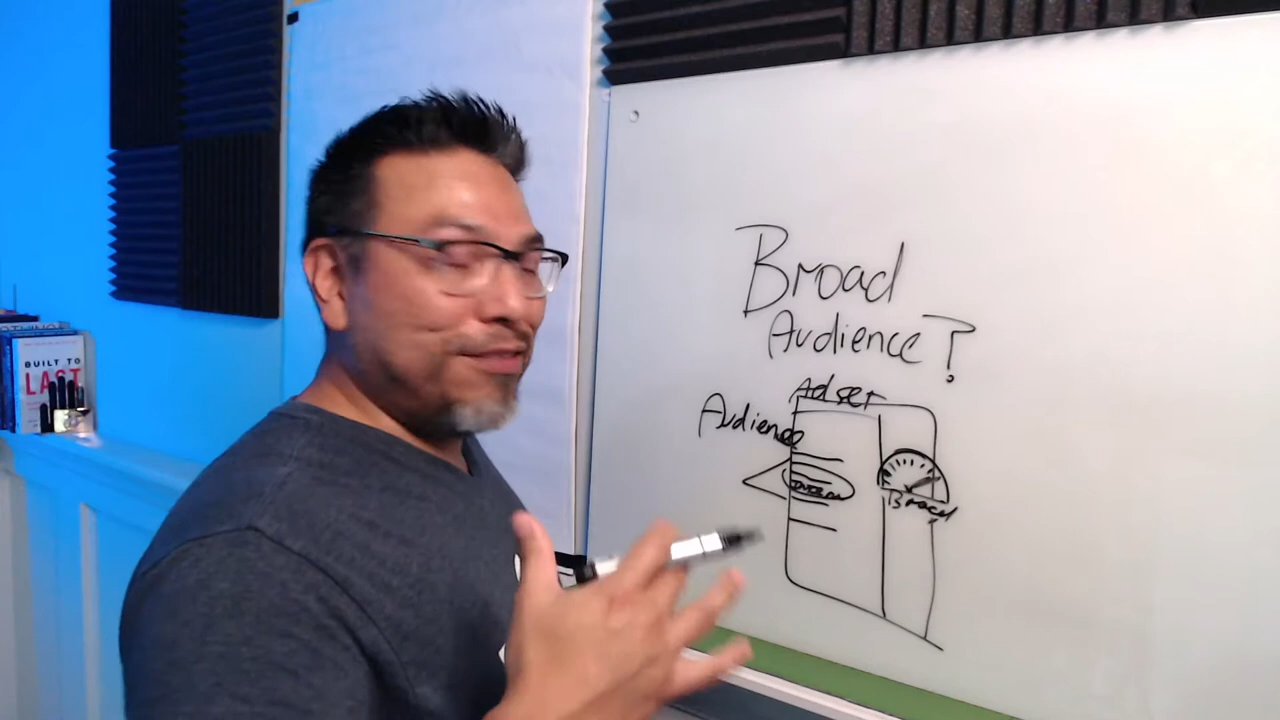 Broad
Audience?
Ad set
Audience
Broad
BUILT TO
LAST